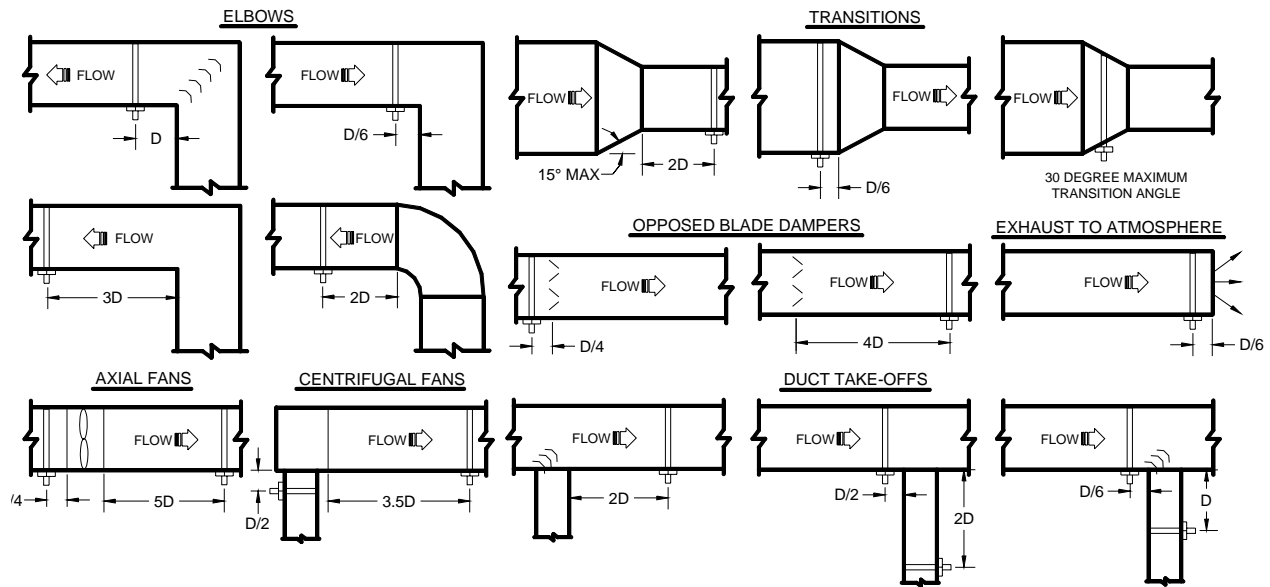 ELBOWS
TRANSITIONS
FLOW
D
FLOW
D/6
FLOW
15° MAX
2D
FLOW
D/6
FLOW
30 DEGREE MAXIMUM
TRANSITION ANGLE
FLOW
3D
FLOW
2D
OPPOSED BLADE DAMPERS
FLOW
D/4
FLOW
4D
EXHAUST TO ATMOSPHERE
FLOW
D/6
AXIAL FANS
FLOW
/4
5D
CENTRIFUGAL FANS
FLOW
D/2
3.5D
FLOW
2D
DUCT TAKE-OFFS
FLOW
D/2
2D
FLOW
D/6
D